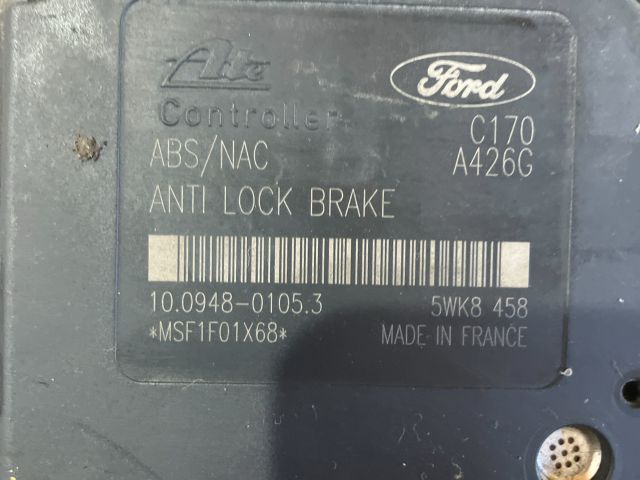 Ate
Ford
Controller
C170
ABS/NAC
A426G
ANTI LOCK BRAKE
10.0948-0105.3 5WK8 458
*MSF1F01X68* MADE IN FRANCE